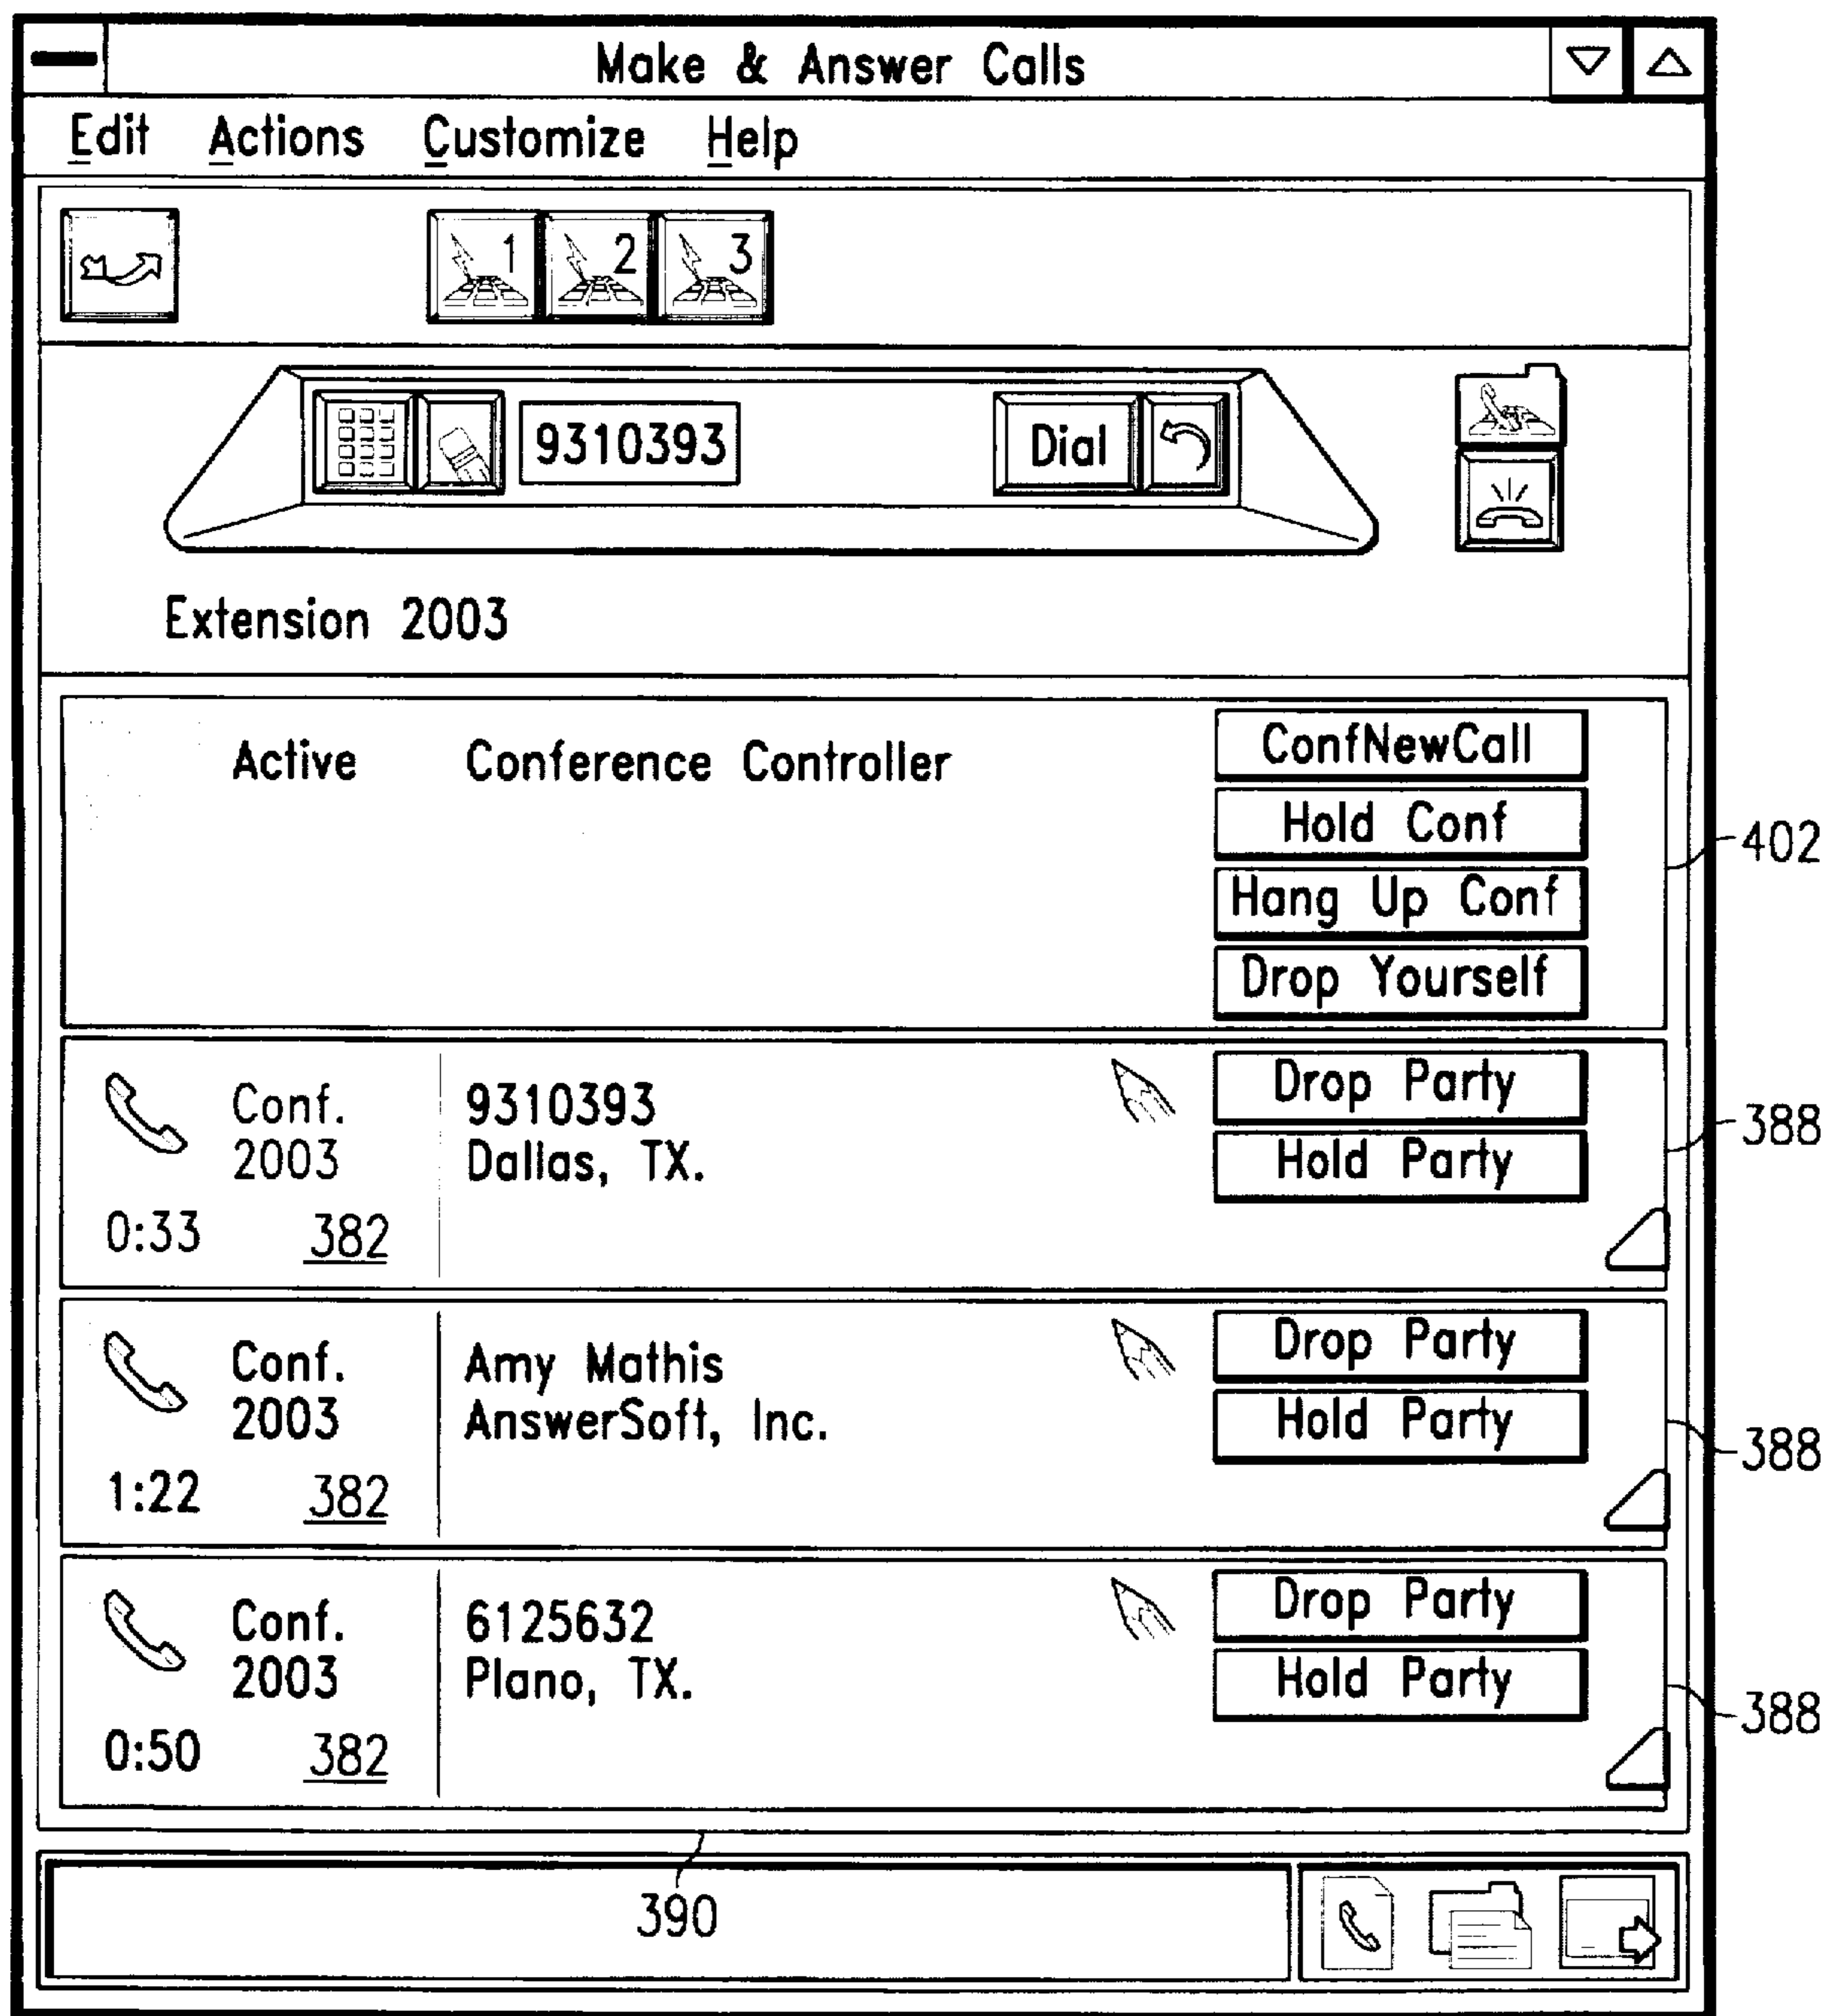 Make & Answer Calls
Edit Actions Customize Help
1 2 3
9310393 Dial
Extension 2003
Active Conference Controller
ConfNewCall
Hold Conf
Hang Up Conf
Drop Yourself
402
Conf. 9310393 Drop Party
2003 Dallas, TX. Hold Party
0:33 382
388
Conf. Amy Mathis Drop Party
2003 AnswerSoft, Inc. Hold Party
1:22 382
388
Conf. 6125632 Drop Party
2003 Plano, TX. Hold Party
0:50 382
388
390